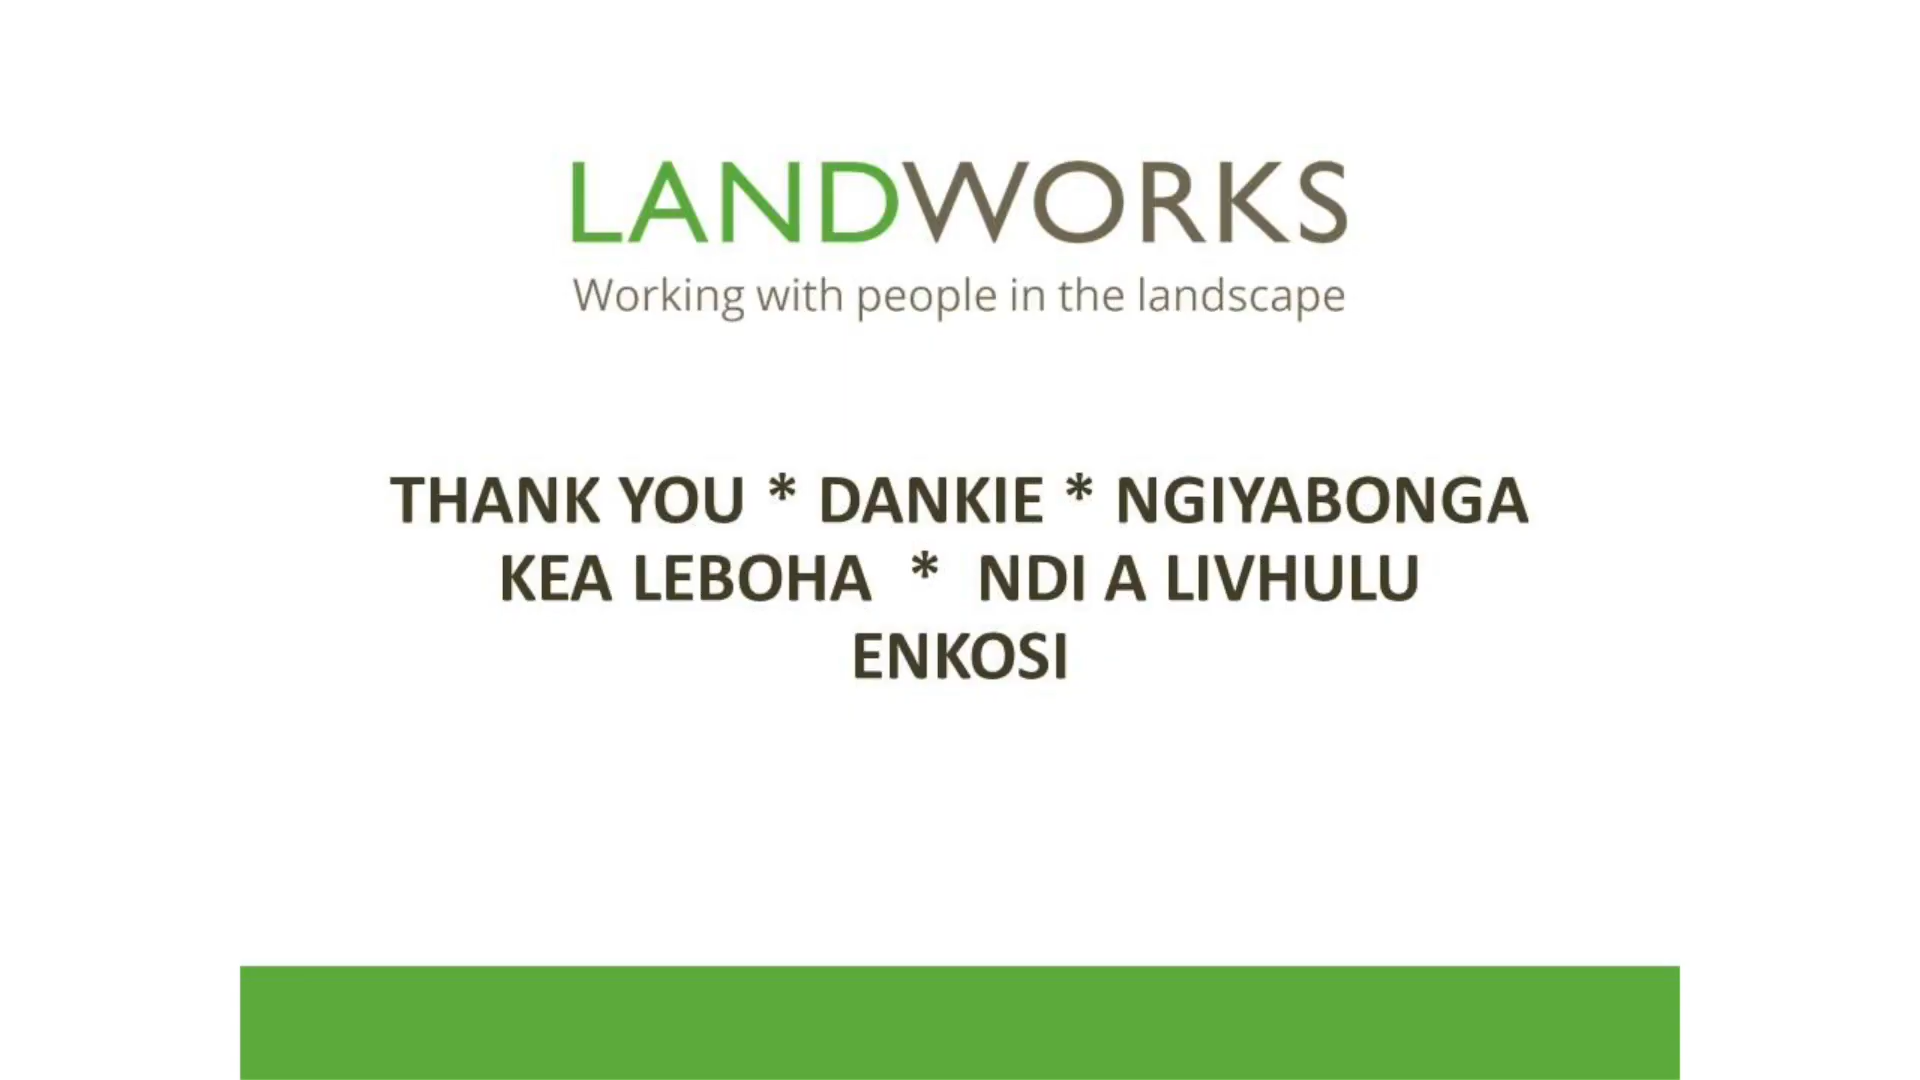 LANDWORKS
Working with people in the landscape
THANK YOU * DANKIE * NGIYABONGA
KEA LEBOHA * NDI A LIVHULU
ENKOSI